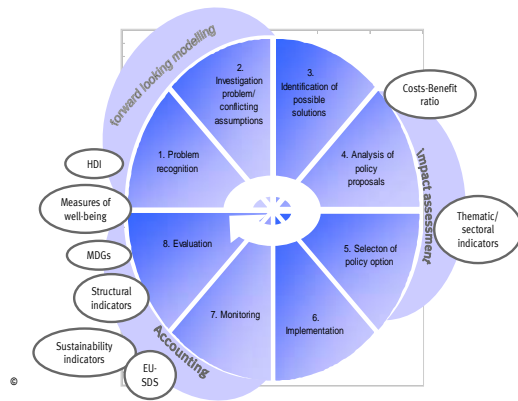 forward looking modelling
2.
Investigation
problem/
conflicting
assumptions
3.
Identification of
possible
solutions
Costs-Benefit
ratio
1. Problem
recognition
4. Analysis of
policy
proposals
Impact assessment
HDI
Measures of
well-being
Thematic/
sectoral
indicators
8. Evaluation
5. Selecton of
policy option
MDGs
Structural
indicators
7. Monitoring
6.
Implementation
Accounting
Sustainability
indicators
EU-
SDS
©